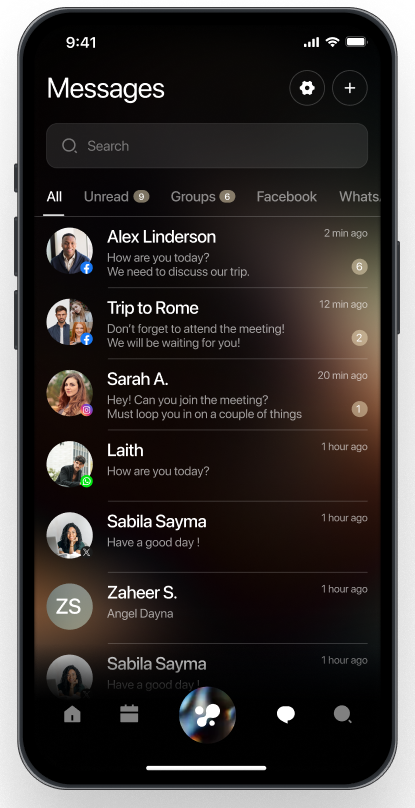 9:41
Messages
Search
All Unread 9 Groups 6 Facebook Whats
Alex Linderson 2 min ago
How are you today?
We need to discuss our trip. 6
Trip to Rome 12 min ago
Don't forget to attend the meeting!
We will be waiting for you! 2
Sarah A. 20 min ago
Hey! Can you join the meeting?
Must loop you in on a couple of things 1
Laith 1 hour ago
How are you today?
Sabila Sayma 1 hour ago
Have a good day !
ZS
Zaheer S. 1 hour ago
Angel Dayna
Sabila Sayma 1 hour ago
Have a good day !